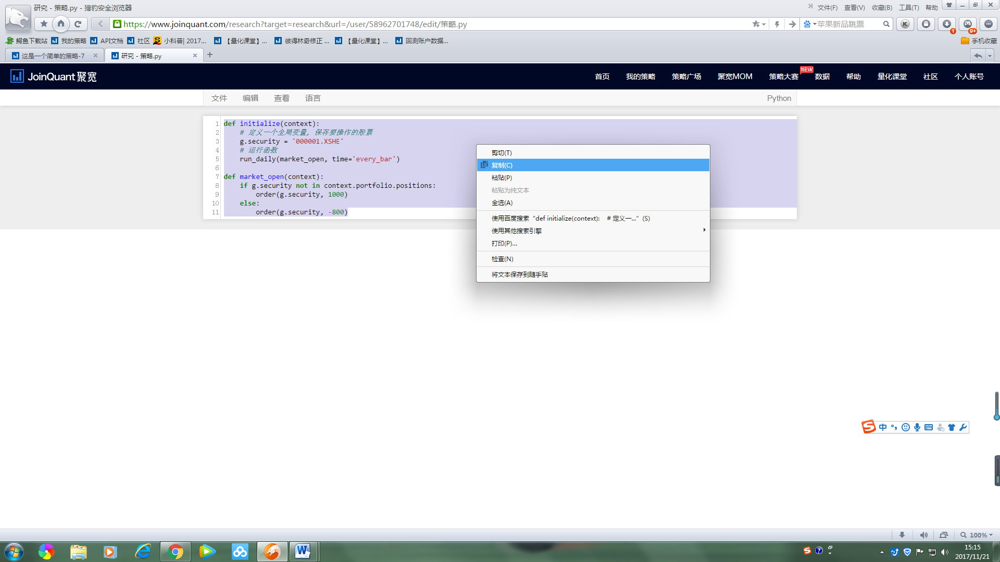 研究 - 策略.py - 猎豹安全浏览器
文件(F) 查看(V) 收藏(B) 工具(T) 帮助
https://www.joinquant.com/research?target=research&url=/user/58962701748/edit/策略.py
苹果新品跳票
1
9+
鳄鱼下载站 我的策略 API文档 社区 小科普| 2017... 【量化课堂】... 彼得林奇修正 ... 【量化课堂】... 回测账户数据... 手机收藏
这是一个简单的策略-7 研究 - 策略.py
JoinQuant 聚宽
首页 我的策略 策略广场 聚宽MOM 策略大赛 NEW 数据 帮助 量化课堂 社区 个人账号
文件 编辑 查看 语言 Python
1 def initialize(context):
2 # 定义一个全局变量, 保存要操作的股票
3 g.security = '000001.XSHE'
4 # 运行函数
5 run_daily(market_open, time='every_bar')
6
7 def market_open(context):
8 if g.security not in context.portfolio.positions:
9 order(g.security, 1000)
10 else:
11 order(g.security, -800)
剪切(T)
复制(C)
粘贴(P)
粘贴为纯文本
全选(A)
使用百度搜索“def initialize(context): # 定义一...”(S)
使用其他搜索引擎
打印(P)...
检查(N)
将文本保存到随手贴
中
100%
15:15
2017/11/21